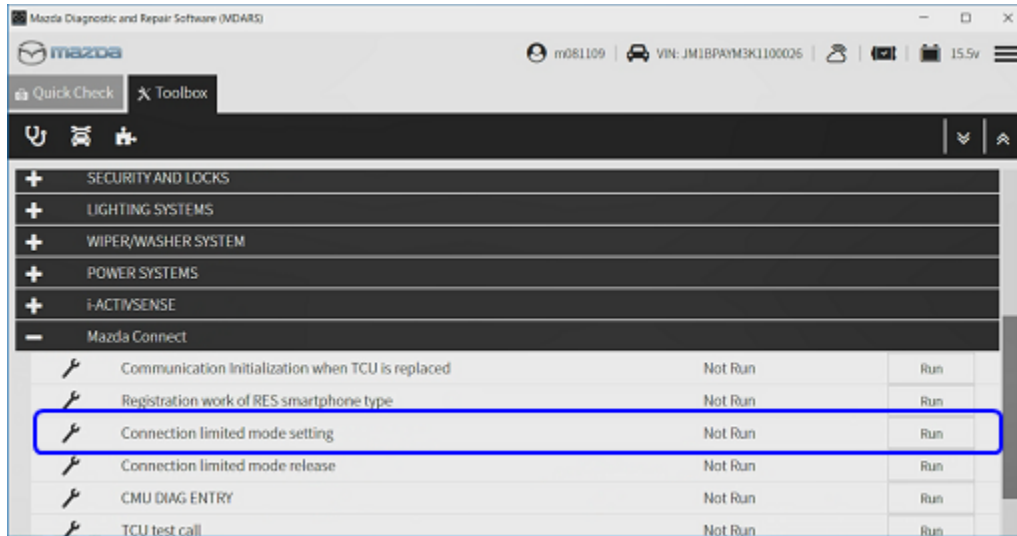 Mazda Diagnostic and Repair Software (MDARS)
mazda m081109 VIN: JM1BPAYM3K1100026 15.5v
Quick Check Toolbox
SECURITY AND LOCKS
LIGHTING SYSTEMS
WIPER/WASHER SYSTEM
POWER SYSTEMS
i-ACTIVSENSE
Mazda Connect
Communication Initialization when TCU is replaced Not Run Run
Registration work of RES smartphone type Not Run Run
Connection limited mode setting Not Run Run
Connection limited mode release Not Run Run
CMU DIAG ENTRY Not Run Run
TCU test call Not Run Run